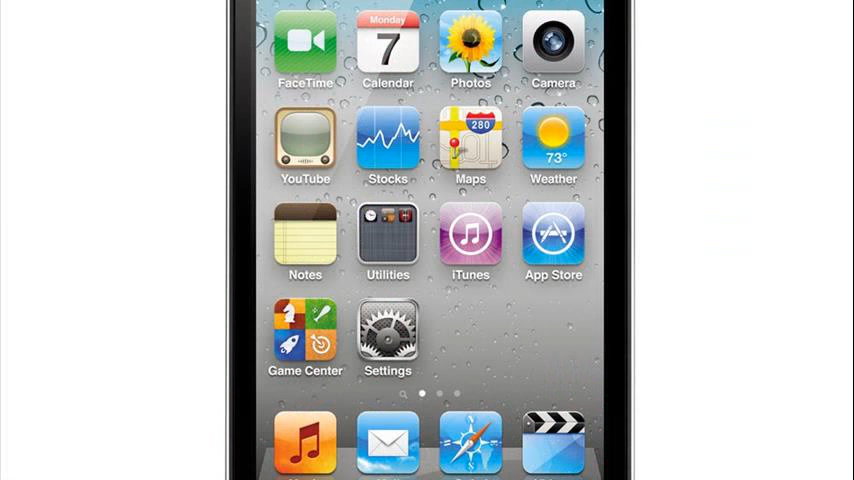 Monday
7
FaceTime
Calendar
Photos
Camera
280
73°
YouTube
Stocks
Maps
Weather
Notes
Utilities
iTunes
App Store
Game Center
Settings